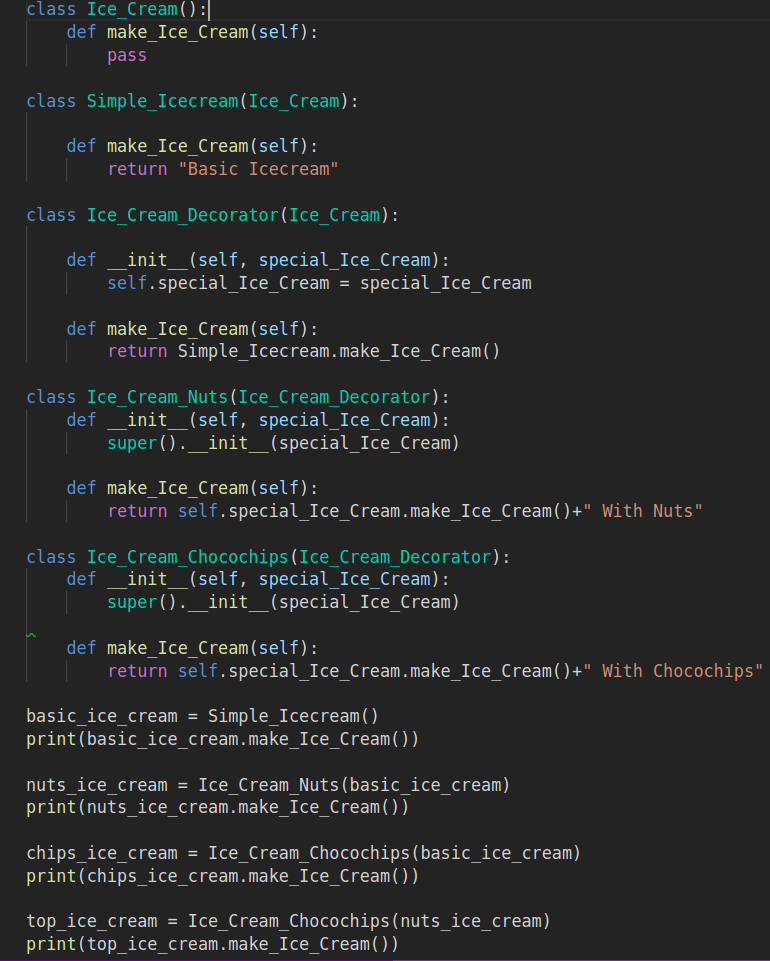 class Ice_Cream():
    def make_Ice_Cream(self):
        pass

class Simple_Icecream(Ice_Cream):

    def make_Ice_Cream(self):
        return "Basic Icecream"

class Ice_Cream_Decorator(Ice_Cream):

    def __init__(self, special_Ice_Cream):
        self.special_Ice_Cream = special_Ice_Cream

    def make_Ice_Cream(self):
        return Simple_Icecream.make_Ice_Cream()

class Ice_Cream_Nuts(Ice_Cream_Decorator):
    def __init__(self, special_Ice_Cream):
        super().__init__(special_Ice_Cream)

    def make_Ice_Cream(self):
        return self.special_Ice_Cream.make_Ice_Cream()+" With Nuts"

class Ice_Cream_Chocochips(Ice_Cream_Decorator):
    def __init__(self, special_Ice_Cream):
        super().__init__(special_Ice_Cream)

    def make_Ice_Cream(self):
        return self.special_Ice_Cream.make_Ice_Cream()+" With Chocochips"

basic_ice_cream = Simple_Icecream()
print(basic_ice_cream.make_Ice_Cream())

nuts_ice_cream = Ice_Cream_Nuts(basic_ice_cream)
print(nuts_ice_cream.make_Ice_Cream())

chips_ice_cream = Ice_Cream_Chocochips(basic_ice_cream)
print(chips_ice_cream.make_Ice_Cream())

top_ice_cream = Ice_Cream_Chocochips(nuts_ice_cream)
print(top_ice_cream.make_Ice_Cream())